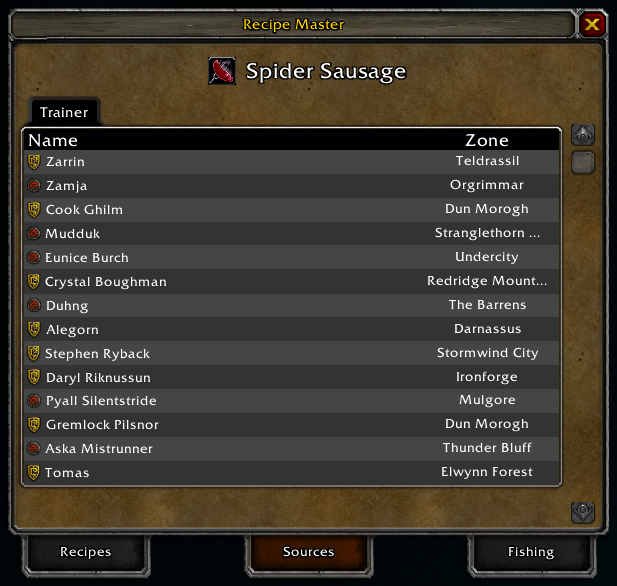 Recipe Master
Spider Sausage
Trainer
Name Zone
Zarrin Teldrassil
Zamja Orgrimmar
Cook Ghilm Dun Morogh
Mudduk Stranglethorn ...
Eunice Burch Undercity
Crystal Boughman Redridge Mount...
Duhng The Barrens
Alegorn Darnassus
Stephen Ryback Stormwind City
Daryl Riknussun Ironforge
Pyall Silentstride Mulgore
Gremlock Pilsnor Dun Morogh
Aska Mistrunner Thunder Bluff
Tomas Elwynn Forest
Recipes Sources Fishing